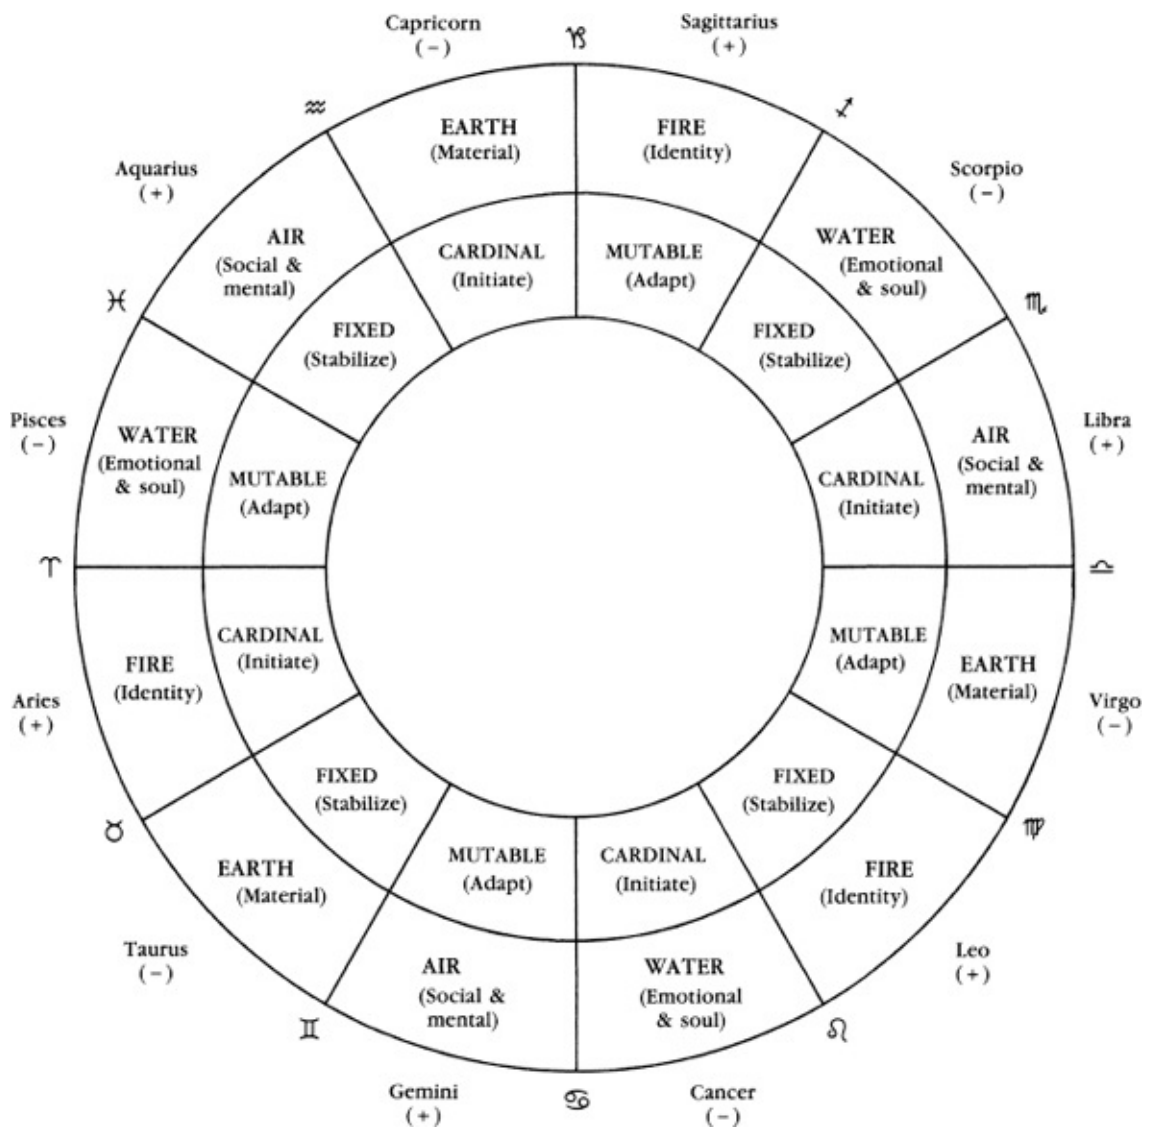 Capricorn
(−)
♑
Sagittarius
(+)
♒
♐
EARTH
(Material)
FIRE
(Identity)
Aquarius
(+)
Scorpio
(−)
AIR
(Social &
mental)
CARDINAL
(Initiate)
MUTABLE
(Adapt)
WATER
(Emotional
& soul)
♓
♏
FIXED
(Stabilize)
FIXED
(Stabilize)
Pisces
(−)
WATER
(Emotional
& soul)
MUTABLE
(Adapt)
CARDINAL
(Initiate)
AIR
(Social &
mental)
Libra
(+)
♈
♎
Aries
(+)
FIRE
(Identity)
CARDINAL
(Initiate)
MUTABLE
(Adapt)
EARTH
(Material)
Virgo
(−)
♉
♍
FIXED
(Stabilize)
FIXED
(Stabilize)
EARTH
(Material)
MUTABLE
(Adapt)
CARDINAL
(Initiate)
FIRE
(Identity)
Taurus
(−)
AIR
(Social &
mental)
WATER
(Emotional
& soul)
Leo
(+)
♊
♌
Gemini
(+)
♋
Cancer
(−)